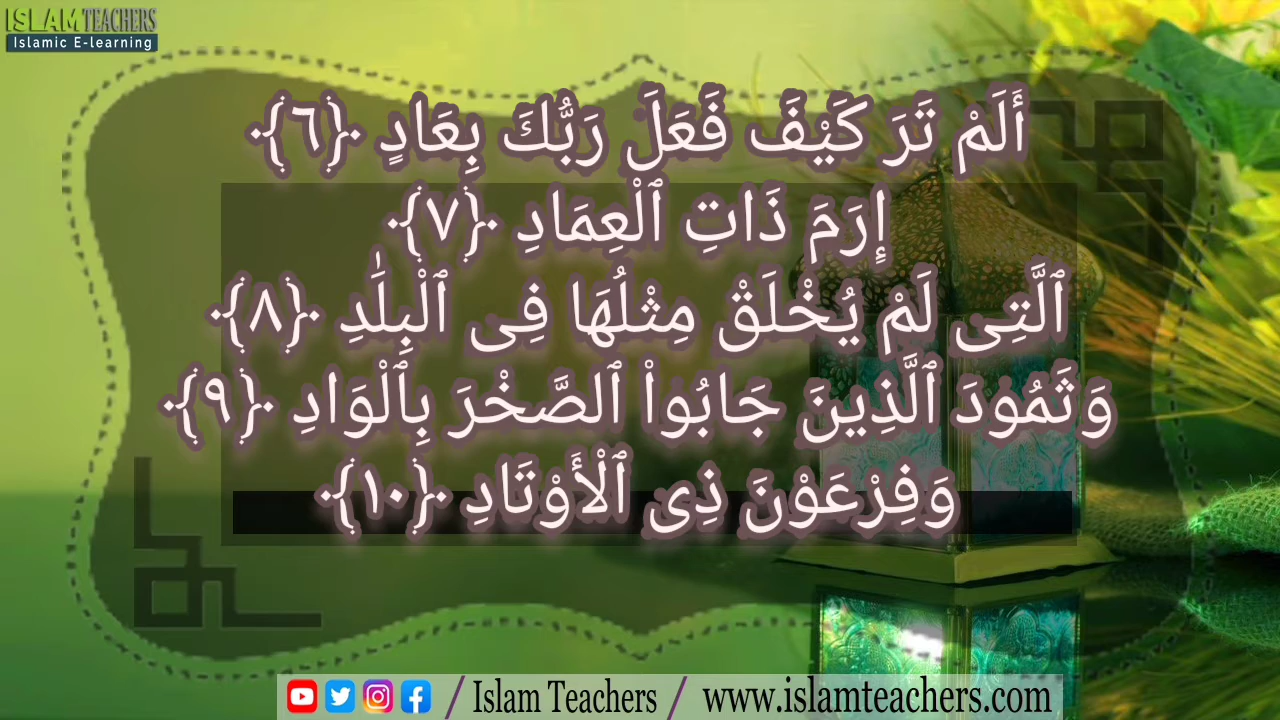 ISLAM TEACHERS
Islamic E-learning
أَلَمْ تَرَ كَيْفَ فَعَلَ رَبُّكَ بِعَادٍ ﴿٦﴾
إِرَمَ ذَاتِ ٱلْعِمَادِ ﴿٧﴾
ٱلَّتِى لَمْ يُخْلَقْ مِثْلُهَا فِى ٱلْبِلَٰدِ ﴿٨﴾
وَثَمُودَ ٱلَّذِينَ جَابُوا۟ ٱلصَّخْرَ بِٱلْوَادِ ﴿٩﴾
وَفِرْعَوْنَ ذِى ٱلْأَوْتَادِ ﴿١٠﴾
/ Islam Teachers / www.islamteachers.com